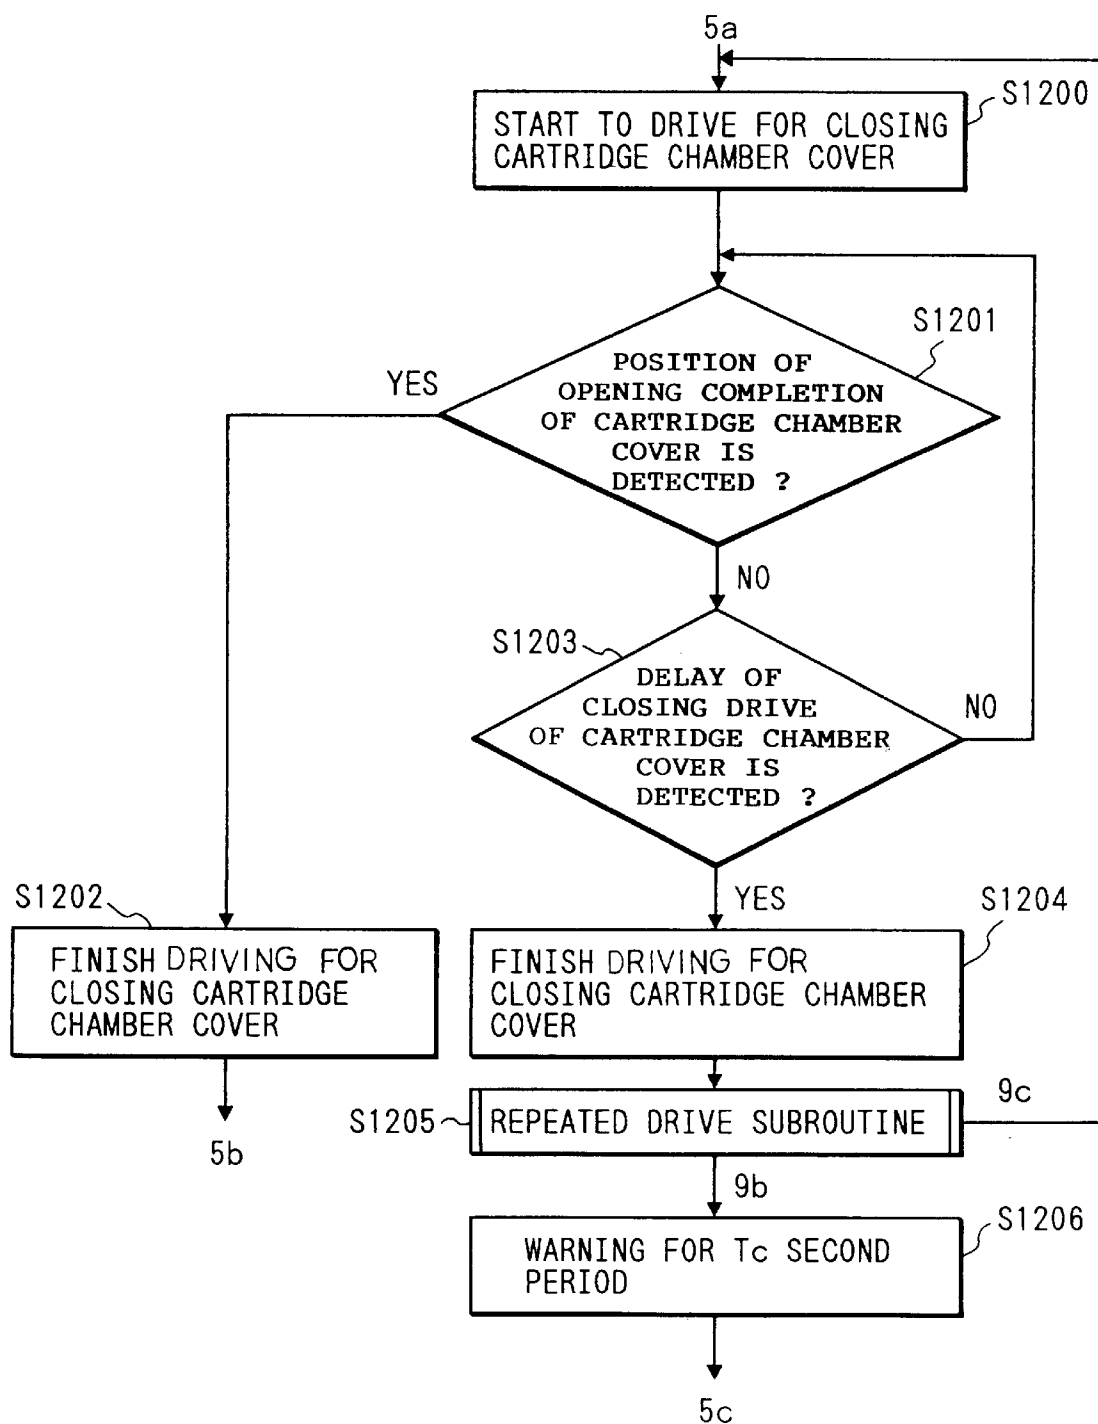 5a
S1200
START TO DRIVE FOR CLOSING
CARTRIDGE CHAMBER COVER
S1201
POSITION OF
OPENING COMPLETION
OF CARTRIDGE CHAMBER
COVER IS
DETECTED ?
YES
NO
S1203
DELAY OF
CLOSING DRIVE
OF CARTRIDGE CHAMBER
COVER IS
DETECTED ?
NO
YES
S1202
FINISH DRIVING FOR
CLOSING CARTRIDGE
CHAMBER COVER
5b
S1204
FINISH DRIVING FOR
CLOSING CARTRIDGE CHAMBER
COVER
S1205
REPEATED DRIVE SUBROUTINE
9c
9b
S1206
WARNING FOR Tc SECOND
PERIOD
5c